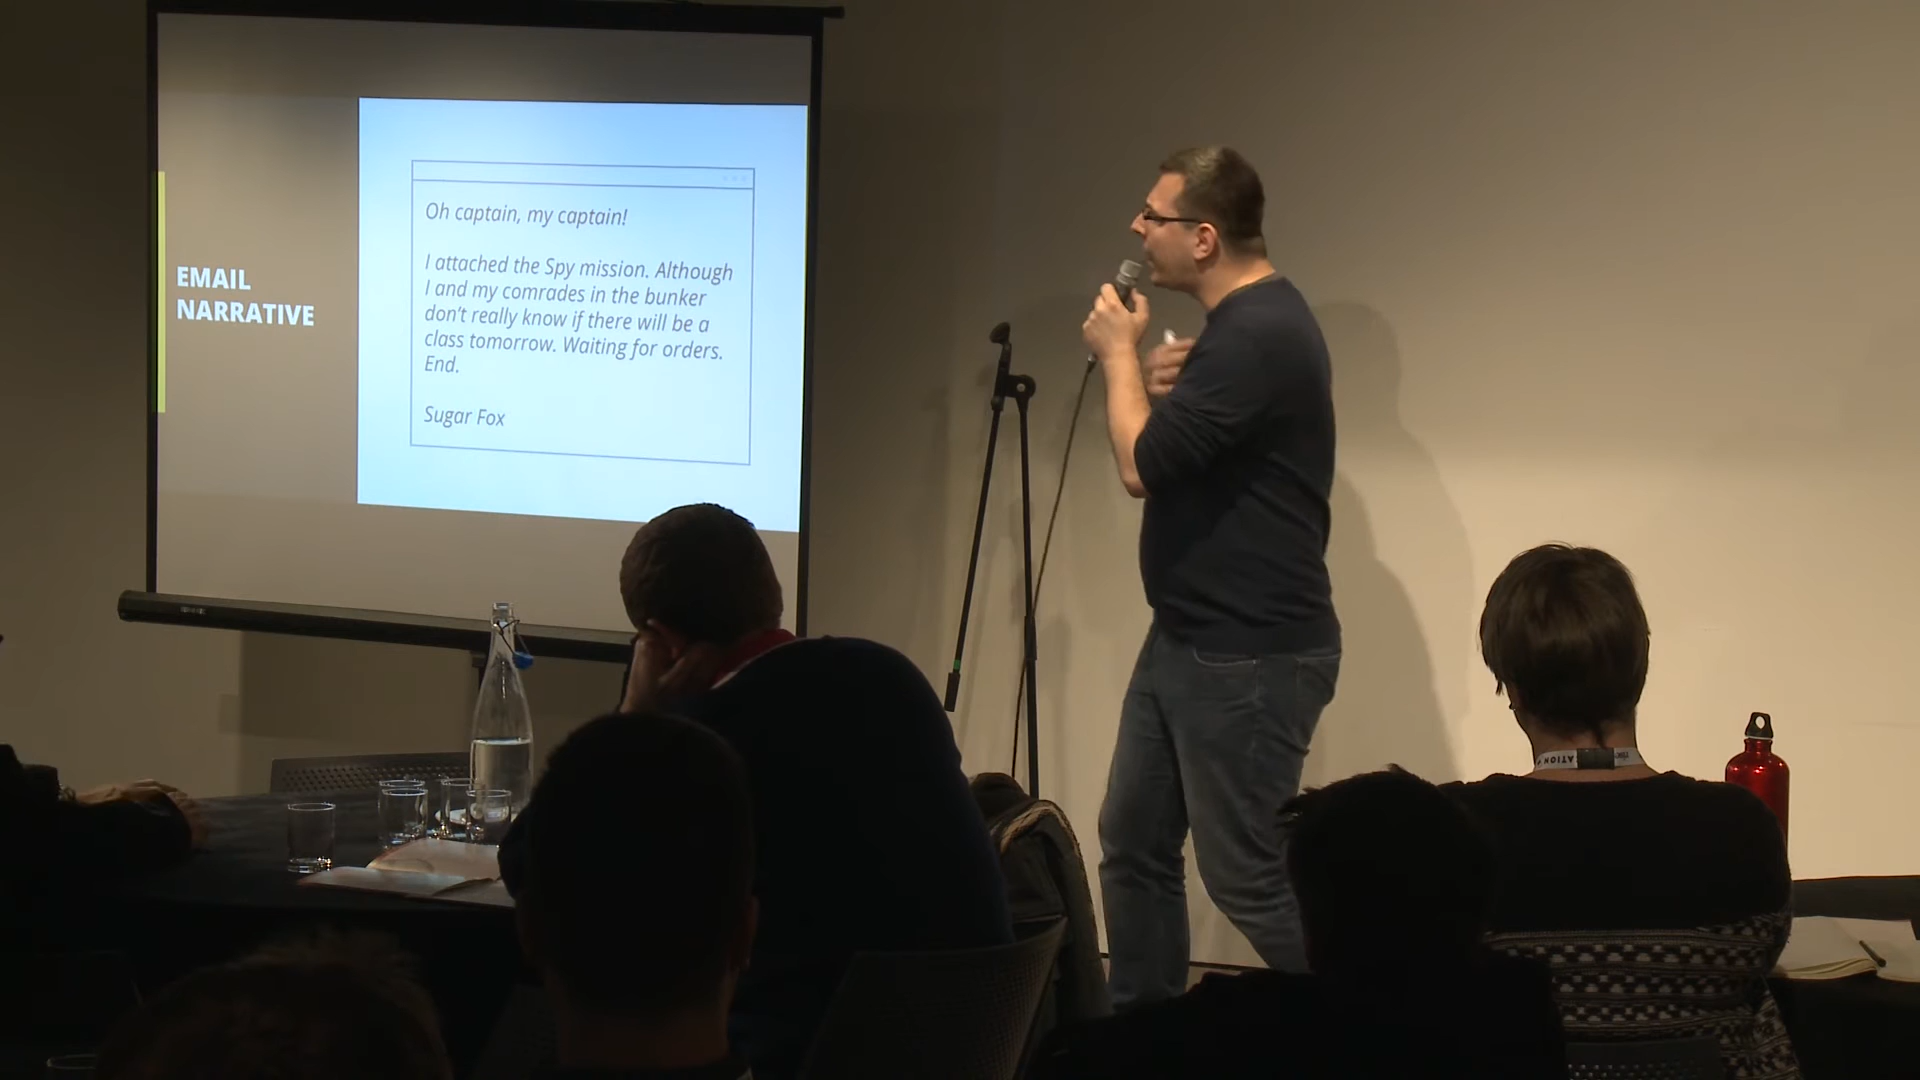 EMAIL
NARRATIVE
Oh captain, my captain!
I attached the Spy mission. Although
I and my comrades in the bunker
don't really know if there will be a
class tomorrow. Waiting for orders.
End.
Sugar Fox